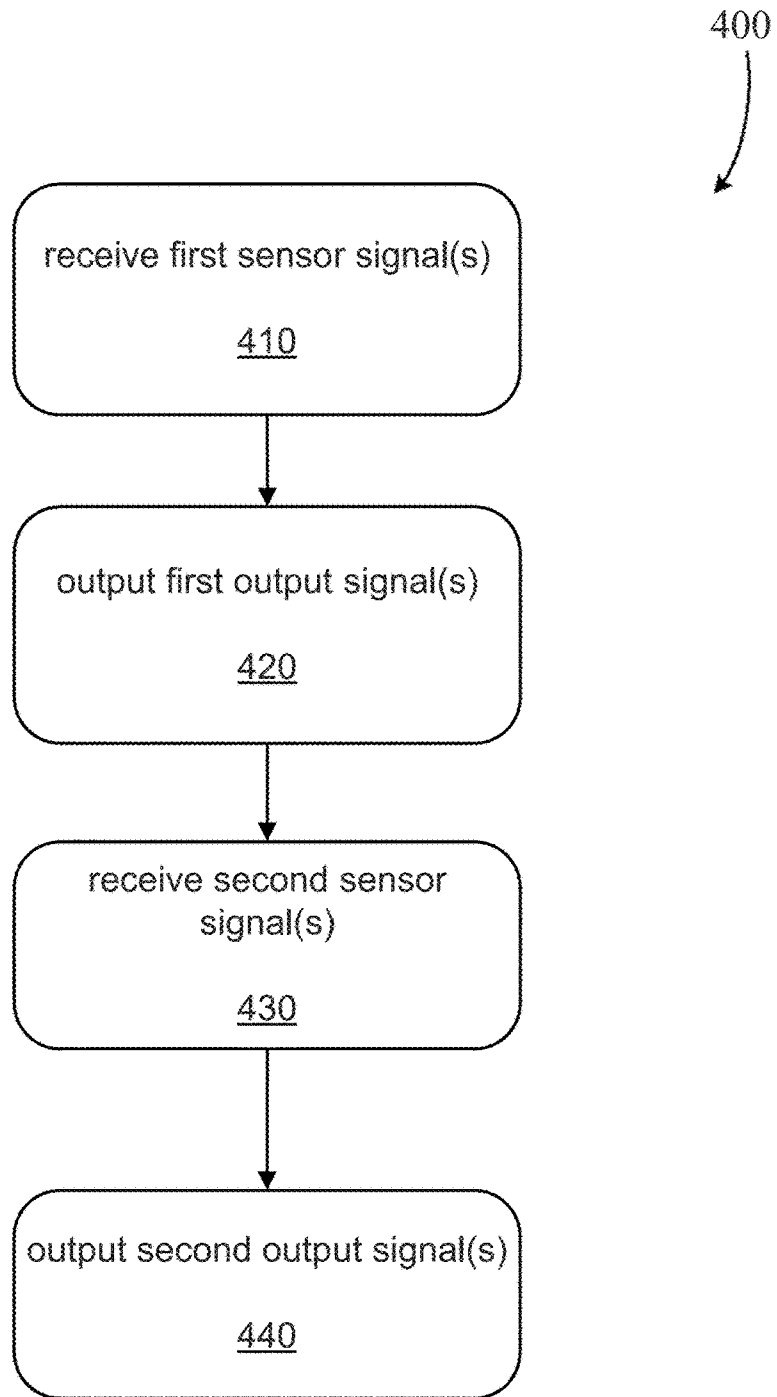 400
receive first sensor signal(s)
410
output first output signal(s)
420
receive second sensor
signal(s)
430
output second output signal(s)
440